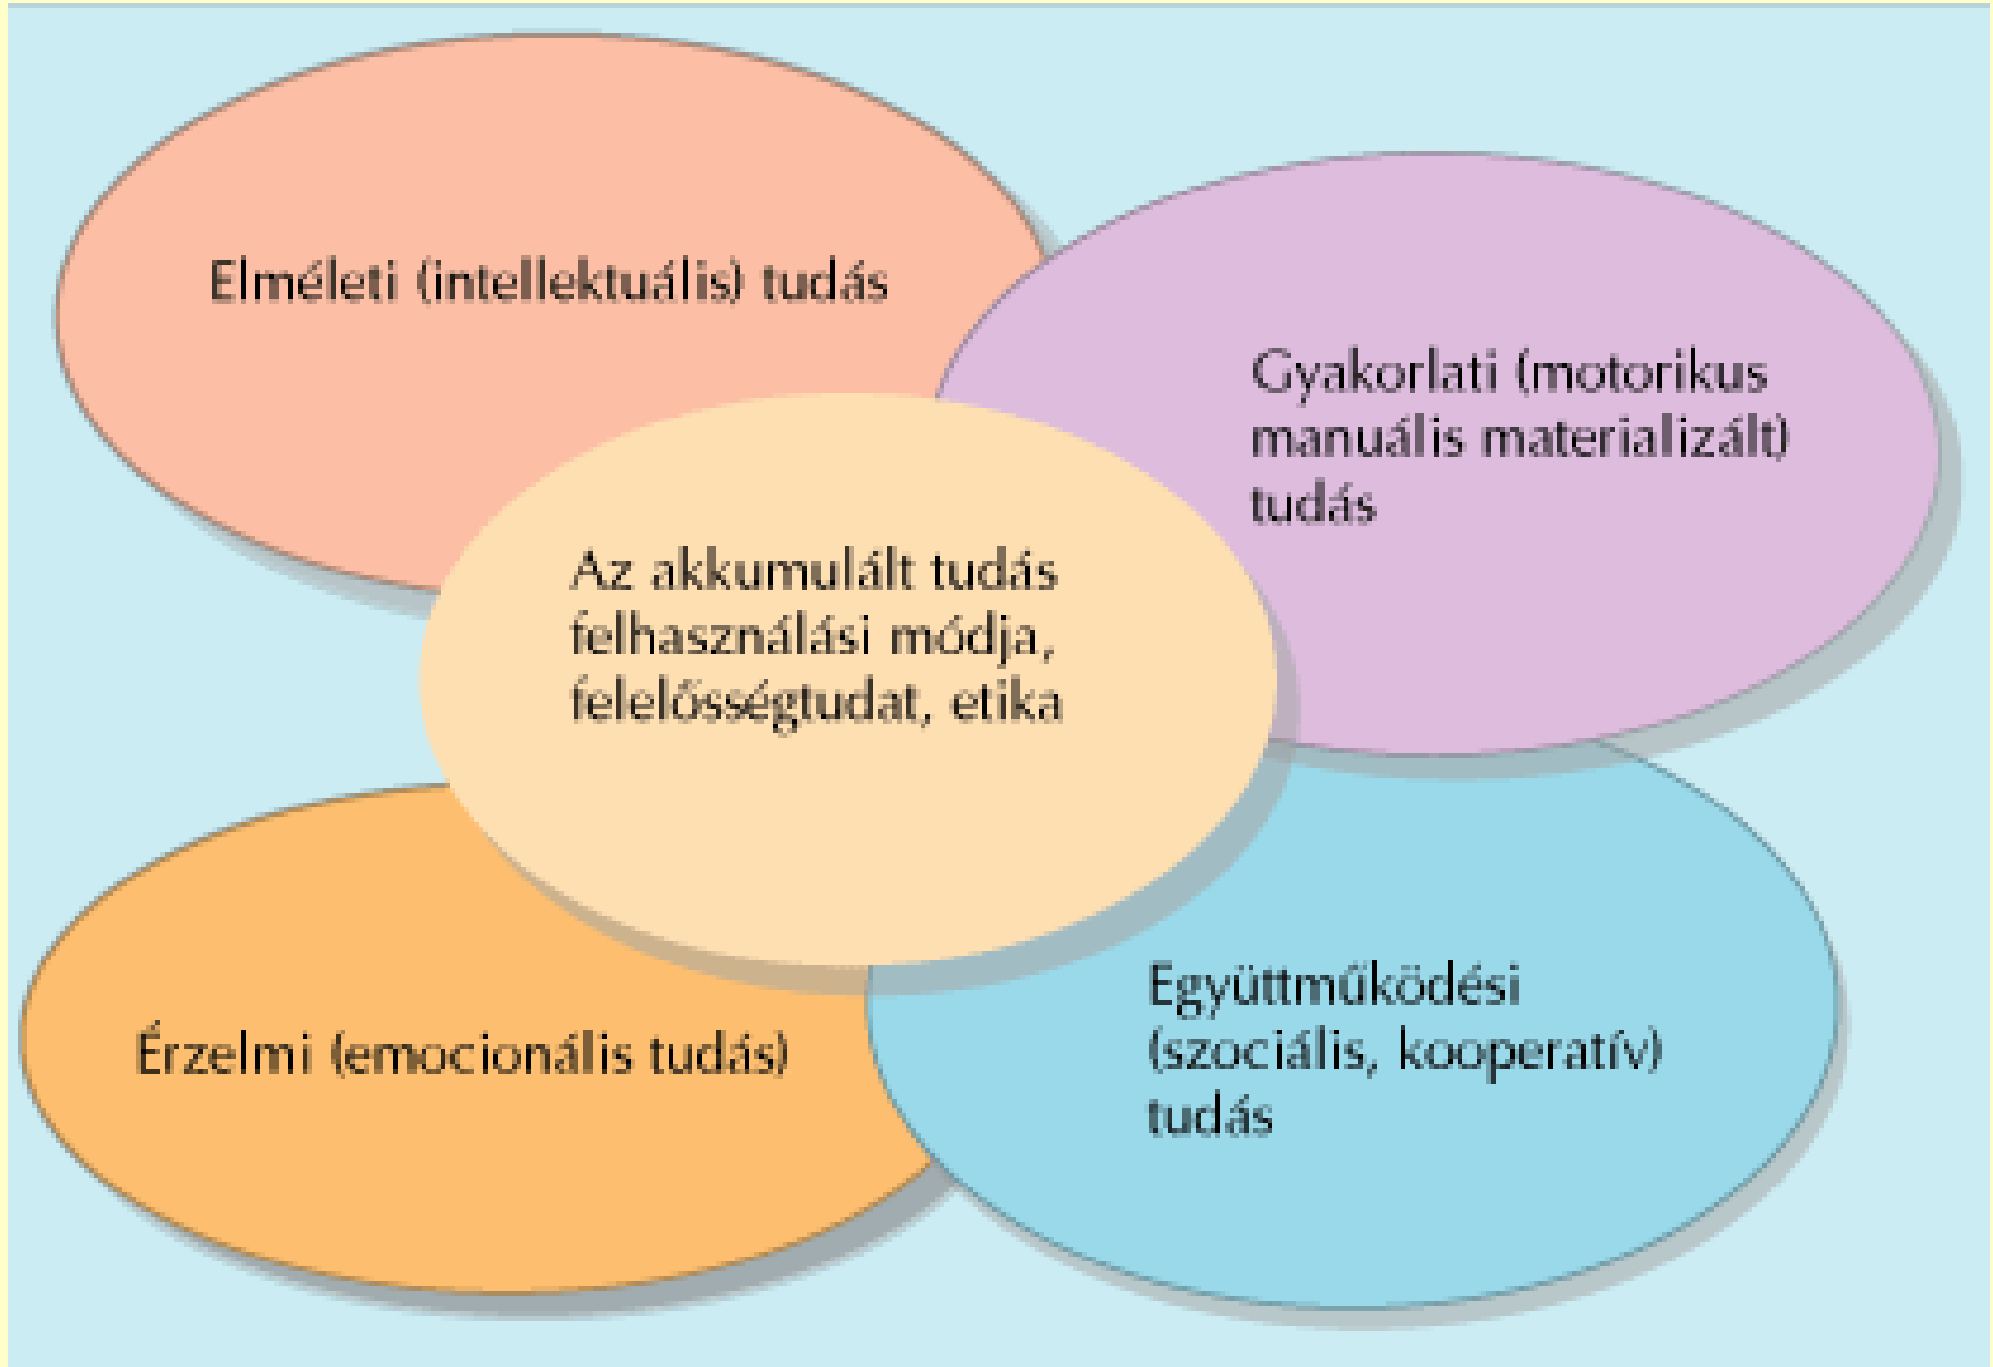 Elméleti (intellektuális) tudás
Gyakorlati (motorikus
manuális materializált)
tudás
Az akkumulált tudás
felhasználási módja,
felelősségtudat, etika
Érzelmi (emocionális tudás)
Együttműködési
(szociális, kooperatív)
tudás